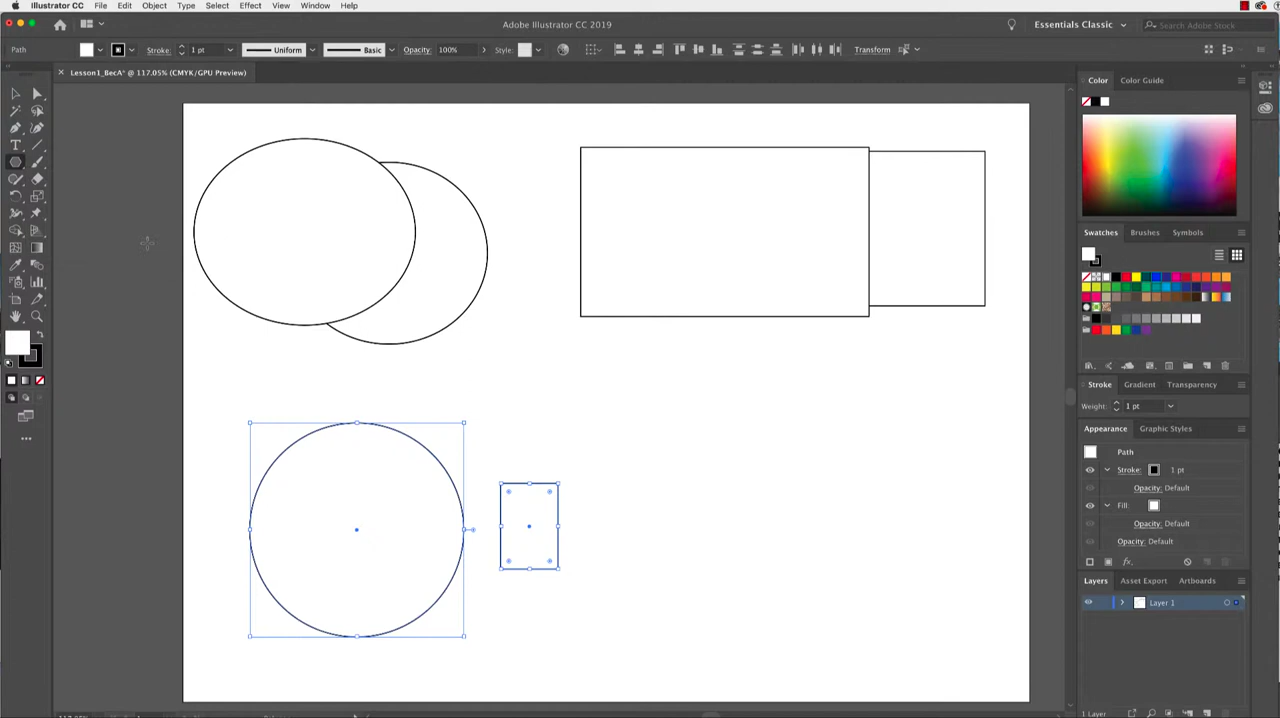 Illustrator CC File Edit Object Type Select Effect View Window Help
Adobe Illustrator CC 2019
Essentials Classic
Search Adobe Stock
Path Stroke: 1 pt Uniform Basic Opacity: 100% Style: Transform
Lesson1_BecA* @ 117.05% (CMYK/GPU Preview)
Color Color Guide
T
Swatches Brushes Symbols
Stroke Gradient Transparency
Weight: 1 pt
Appearance Graphic Styles
Path
Stroke: 1 pt
Opacity: Default
Fill:
Opacity: Default
Opacity: Default
fx
Layers Asset Export Artboards
Layer 1
1 Layer